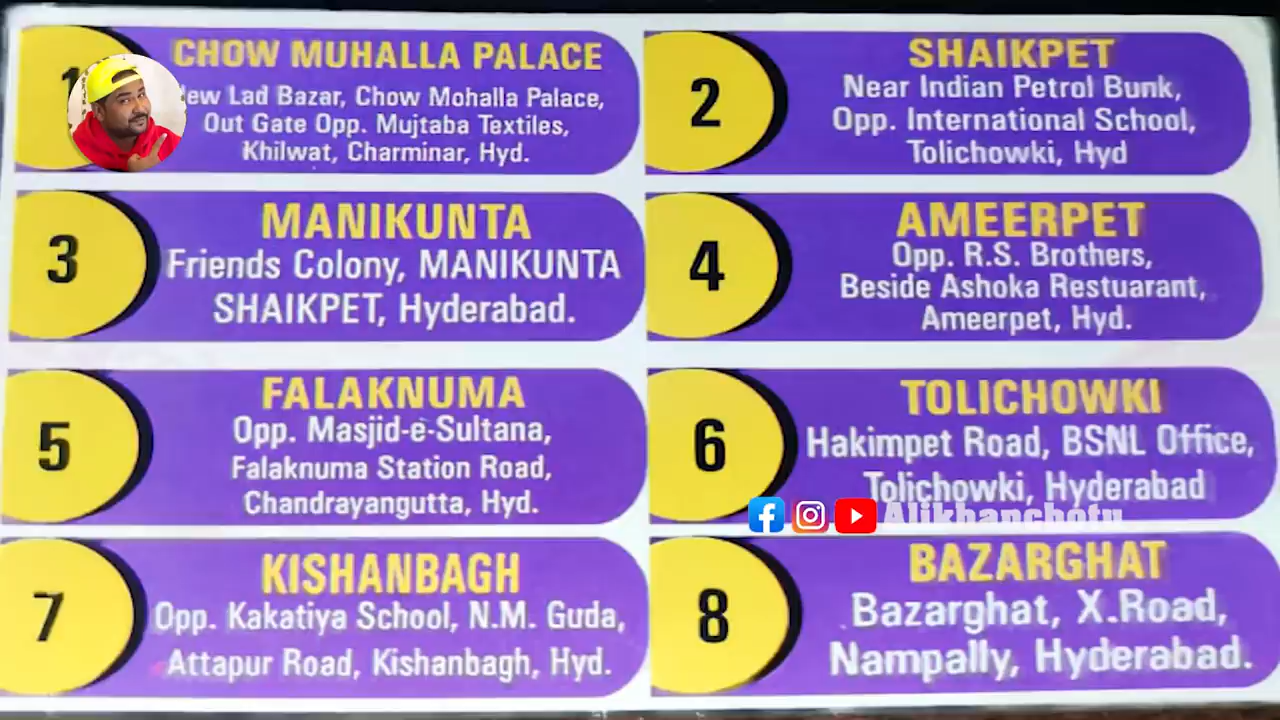 1
CHOW MUHALLA PALACE
Lad Bazar, Chow Mohalla Palace,
Out Gate Opp. Mujtaba Textiles,
Khilwat, Charminar, Hyd.
2
SHAIKPET
Near Indian Petrol Bunk,
Opp. International School,
Tolichowki, Hyd
3
MANIKUNTA
Friends Colony, MANIKUNTA
SHAIKPET, Hyderabad.
4
AMEERPET
Opp. R.S. Brothers,
Beside Ashoka Restuarant,
Ameerpet, Hyd.
5
FALAKNUMA
Opp. Masjid-e-Sultana,
Falaknuma Station Road,
Chandrayangutta, Hyd.
6
TOLICHOWKI
Hakimpet Road, BSNL Office,
Tolichowki, Hyderabad
Alikhanchotu
7
KISHANBAGH
Opp. Kakatiya School, N.M. Guda,
Attapur Road, Kishanbagh, Hyd.
8
BAZARGHAT
Bazarghat, X.Road,
Nampally, Hyderabad.